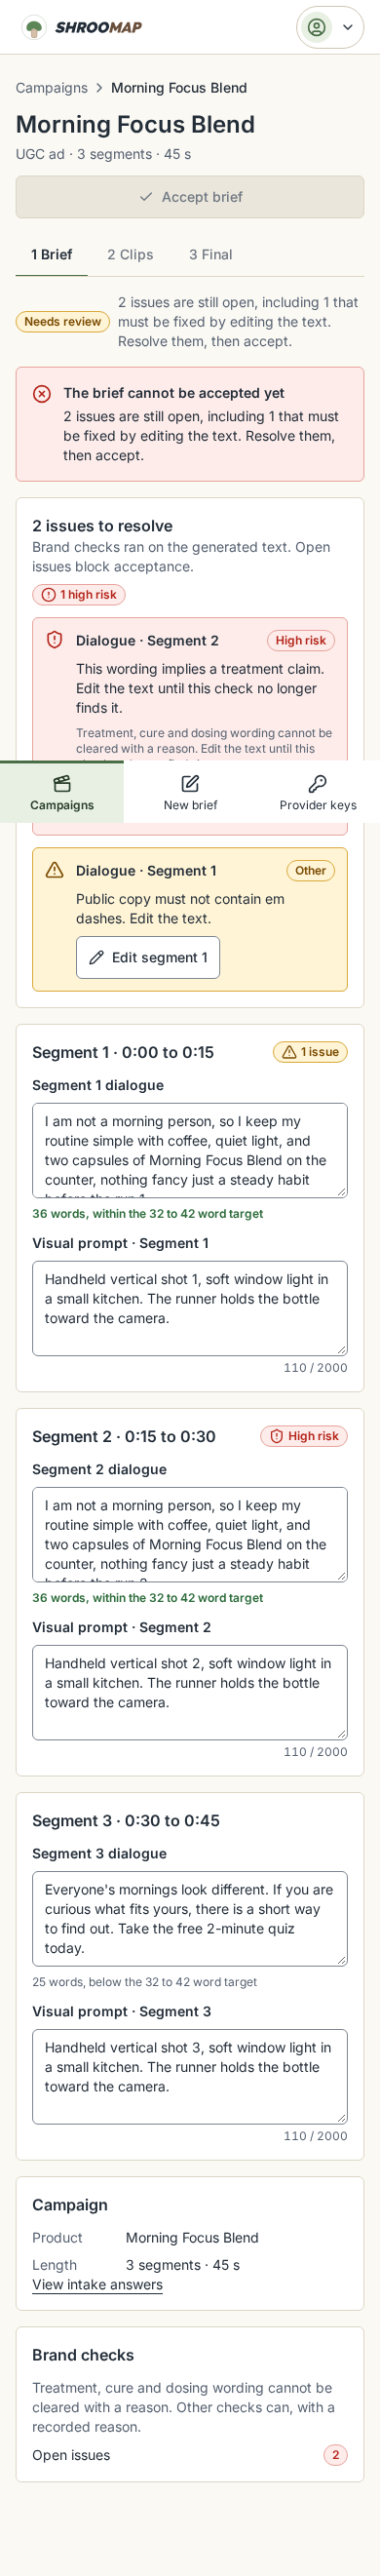 SHROOMAP
Campaigns > Morning Focus Blend
Morning Focus Blend
UGC ad · 3 segments · 45 s
Accept brief
1 Brief 2 Clips 3 Final
Needs review
2 issues are still open, including 1 that
must be fixed by editing the text.
Resolve them, then accept.
The brief cannot be accepted yet
2 issues are still open, including 1 that must
be fixed by editing the text. Resolve them,
then accept.
2 issues to resolve
Brand checks ran on the generated text. Open
issues block acceptance.
1 high risk
Dialogue · Segment 2 High risk
This wording implies a treatment claim.
Edit the text until this check no longer
finds it.
Treatment, cure and dosing wording cannot be
cleared with a reason. Edit the text until this
Campaigns New brief Provider keys
Dialogue · Segment 1 Other
Public copy must not contain em
dashes. Edit the text.
Edit segment 1
Segment 1 · 0:00 to 0:15 1 issue
Segment 1 dialogue
I am not a morning person, so I keep my
routine simple with coffee, quiet light, and
two capsules of Morning Focus Blend on the
counter, nothing fancy just a steady habit
before the run 1
36 words, within the 32 to 42 word target
Visual prompt · Segment 1
Handheld vertical shot 1, soft window light in
a small kitchen. The runner holds the bottle
toward the camera.
110 / 2000
Segment 2 · 0:15 to 0:30 High risk
Segment 2 dialogue
I am not a morning person, so I keep my
routine simple with coffee, quiet light, and
two capsules of Morning Focus Blend on the
counter, nothing fancy just a steady habit
before the run 2
36 words, within the 32 to 42 word target
Visual prompt · Segment 2
Handheld vertical shot 2, soft window light in
a small kitchen. The runner holds the bottle
toward the camera.
110 / 2000
Segment 3 · 0:30 to 0:45
Segment 3 dialogue
Everyone's mornings look different. If you are
curious what fits yours, there is a short way
to find out. Take the free 2-minute quiz
today.
25 words, below the 32 to 42 word target
Visual prompt · Segment 3
Handheld vertical shot 3, soft window light in
a small kitchen. The runner holds the bottle
toward the camera.
110 / 2000
Campaign
Product Morning Focus Blend
Length 3 segments · 45 s
View intake answers
Brand checks
Treatment, cure and dosing wording cannot be
cleared with a reason. Other checks can, with a
recorded reason.
Open issues 2